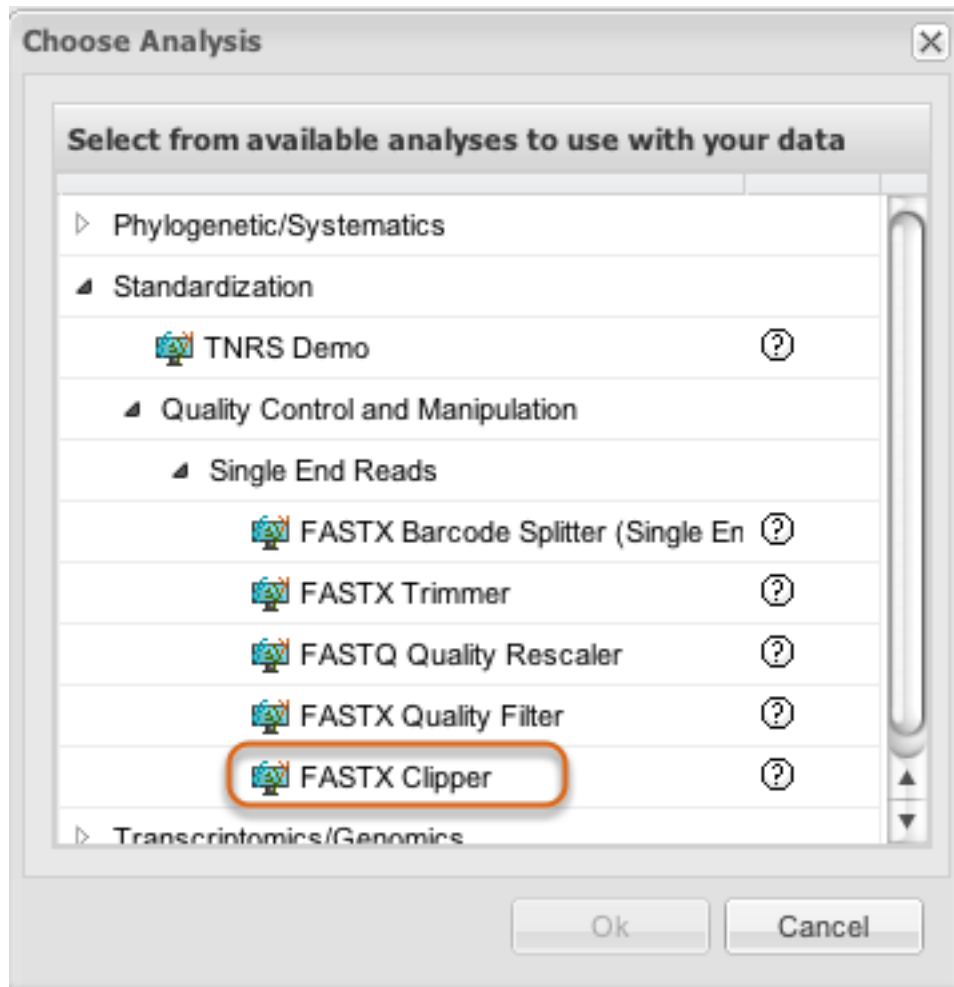 Choose Analysis
Select from available analyses to use with your data
Phylogenetic/Systematics
Standardization
TNRS Demo
Quality Control and Manipulation
Single End Reads
FASTX Barcode Splitter (Single En
FASTX Trimmer
FASTQ Quality Rescaler
FASTX Quality Filter
FASTX Clipper
Transcriptomics/Genomics
Ok Cancel